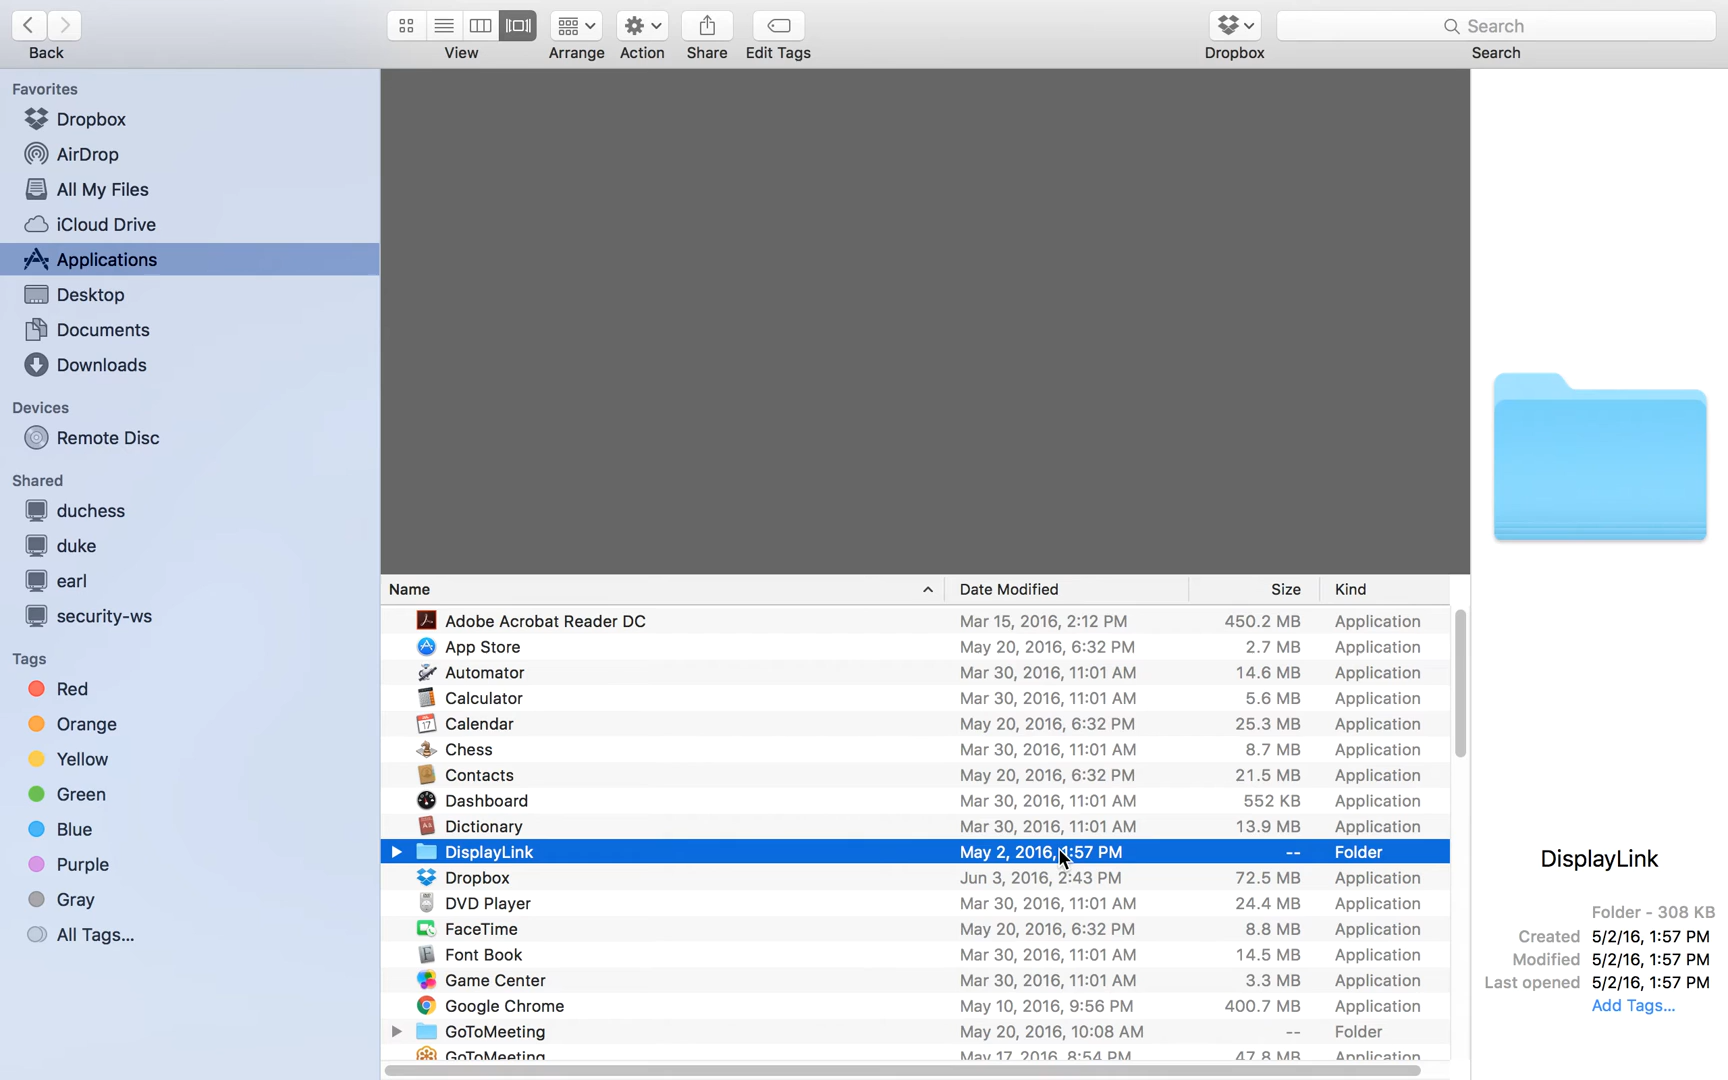 Back
View
Arrange
Action
Share
Edit Tags
Dropbox
Search
Search
Favorites
Dropbox
AirDrop
All My Files
iCloud Drive
Applications
Desktop
Documents
Downloads
Devices
Remote Disc
Shared
duchess
duke
earl
security-ws
Tags
Red
Orange
Yellow
Green
Blue
Purple
Gray
All Tags...
Name Date Modified Size Kind
Adobe Acrobat Reader DC Mar 15, 2016, 2:12 PM 450.2 MB Application
App Store May 20, 2016, 6:32 PM 2.7 MB Application
Automator Mar 30, 2016, 11:01 AM 14.6 MB Application
Calculator Mar 30, 2016, 11:01 AM 5.6 MB Application
Calendar May 20, 2016, 6:32 PM 25.3 MB Application
Chess Mar 30, 2016, 11:01 AM 8.7 MB Application
Contacts May 20, 2016, 6:32 PM 21.5 MB Application
Dashboard Mar 30, 2016, 11:01 AM 552 KB Application
Dictionary Mar 30, 2016, 11:01 AM 13.9 MB Application
DisplayLink May 2, 2016, 1:57 PM -- Folder
Dropbox Jun 3, 2016, 2:43 PM 72.5 MB Application
DVD Player Mar 30, 2016, 11:01 AM 24.4 MB Application
FaceTime May 20, 2016, 6:32 PM 8.8 MB Application
Font Book Mar 30, 2016, 11:01 AM 14.5 MB Application
Game Center Mar 30, 2016, 11:01 AM 3.3 MB Application
Google Chrome May 10, 2016, 9:56 PM 400.7 MB Application
GoToMeeting May 20, 2016, 10:08 AM -- Folder
GoToMeeting May 17, 2016, 8:54 PM 47.8 MB Application
DisplayLink
Folder - 308 KB
Created 5/2/16, 1:57 PM
Modified 5/2/16, 1:57 PM
Last opened 5/2/16, 1:57 PM
Add Tags...